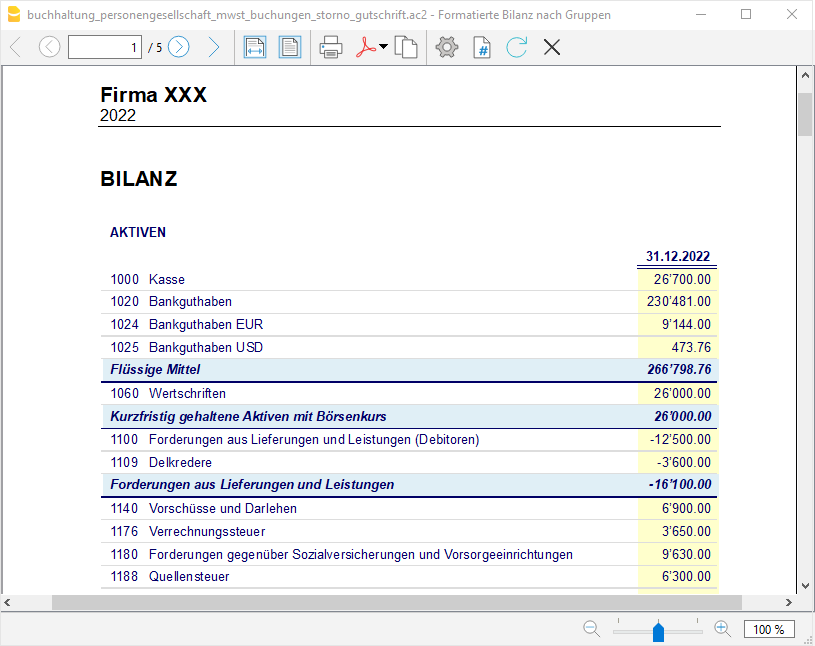 buchhaltung_personengesellschaft_mwst_buchungen_storno_gutschrift.ac2 - Formatierte Bilanz nach Gruppen
1 / 5
#
Firma XXX
2022
BILANZ
AKTIVEN
31.12.2022
1000 Kasse 26'700.00
1020 Bankguthaben 230'481.00
1024 Bankguthaben EUR 9'144.00
1025 Bankguthaben USD 473.76
Flüssige Mittel 266'798.76
1060 Wertschriften 26'000.00
Kurzfristig gehaltene Aktiven mit Börsenkurs 26'000.00
1100 Forderungen aus Lieferungen und Leistungen (Debitoren) -12'500.00
1109 Delkredere -3'600.00
Forderungen aus Lieferungen und Leistungen -16'100.00
1140 Vorschüsse und Darlehen 6'900.00
1176 Verrechnungssteuer 3'650.00
1180 Forderungen gegenüber Sozialversicherungen und Vorsorgeeinrichtungen 9'630.00
1188 Quellensteuer 6'300.00
100 %